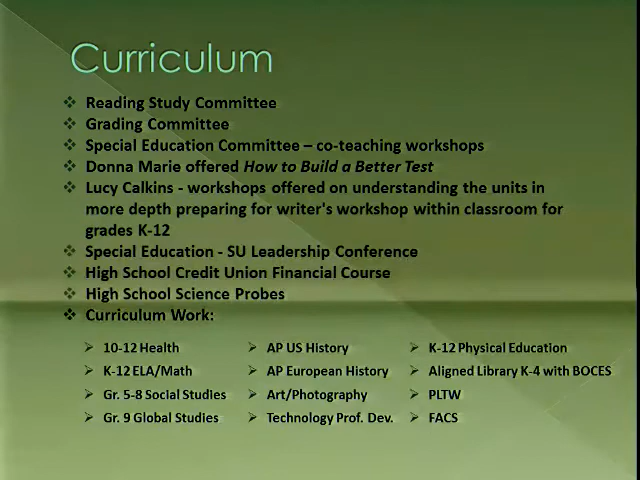 Curriculum
Reading Study Committee
Grading Committee
Special Education Committee – co-teaching workshops
Donna Marie offered How to Build a Better Test
Lucy Calkins - workshops offered on understanding the units in
more depth preparing for writer's workshop within classroom for
grades K-12
Special Education - SU Leadership Conference
High School Credit Union Financial Course
High School Science Probes
Curriculum Work:
10-12 Health
K-12 ELA/Math
Gr. 5-8 Social Studies
Gr. 9 Global Studies
AP US History
AP European History
Art/Photography
Technology Prof. Dev.
K-12 Physical Education
Aligned Library K-4 with BOCES
PLTW
FACS